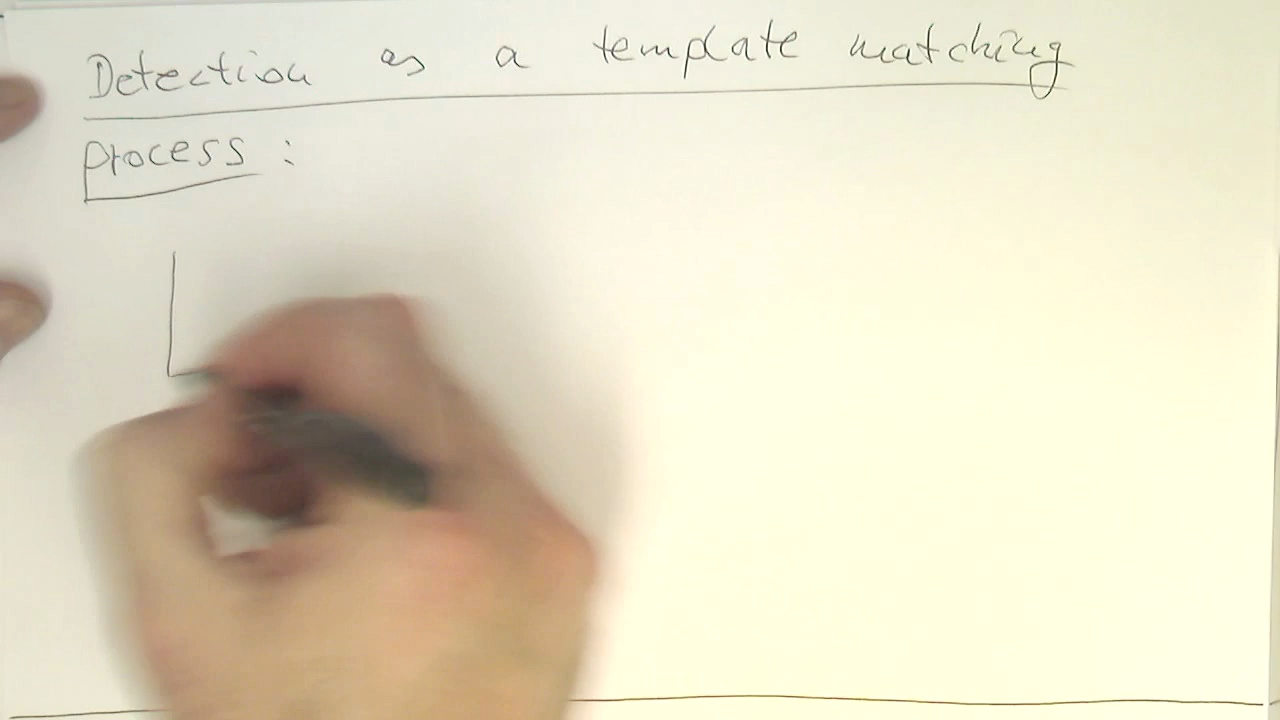 Detection as a template matching
process :